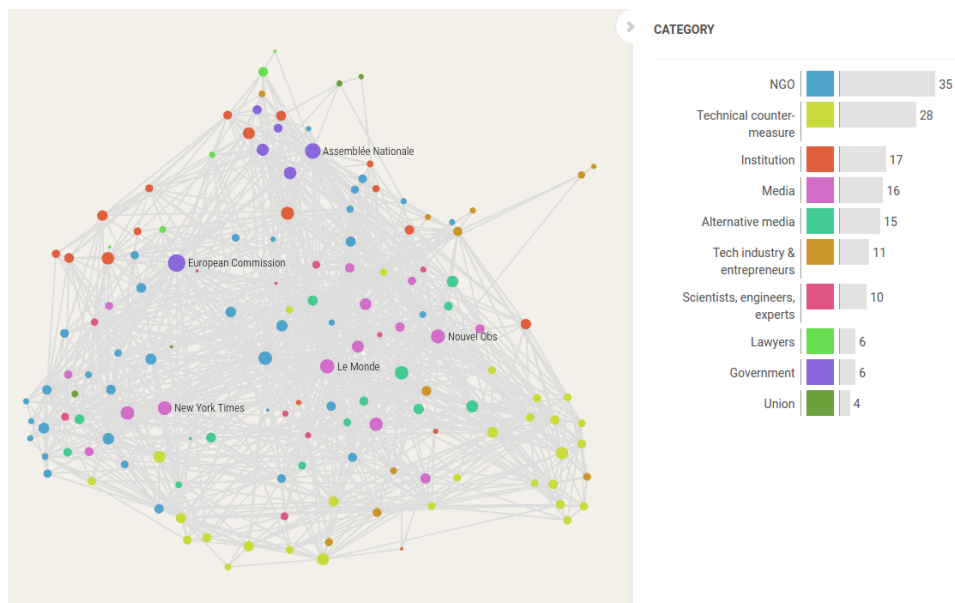 CATEGORY
NGO 35
Technical counter-
measure 28
Institution 17
Media 16
Alternative media 15
Tech industry &
entrepreneurs 11
Scientists, engineers,
experts 10
Lawyers 6
Government 6
Union 4
Assemblée Nationale
European Commission
Nouvel Obs
Le Monde
New York Times